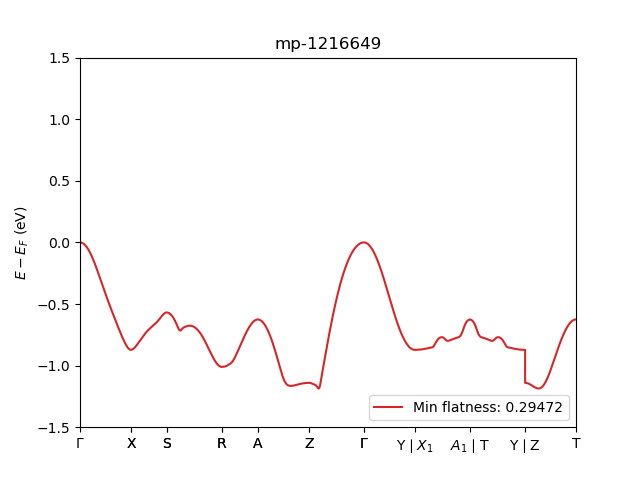 mp-1216649
E − E_F (eV)
1.5
1.0
0.5
0.0
−0.5
−1.0
−1.5
Min flatness: 0.29472
Γ X S R A Z Γ Y | X₁ A₁ | T Y | Z T